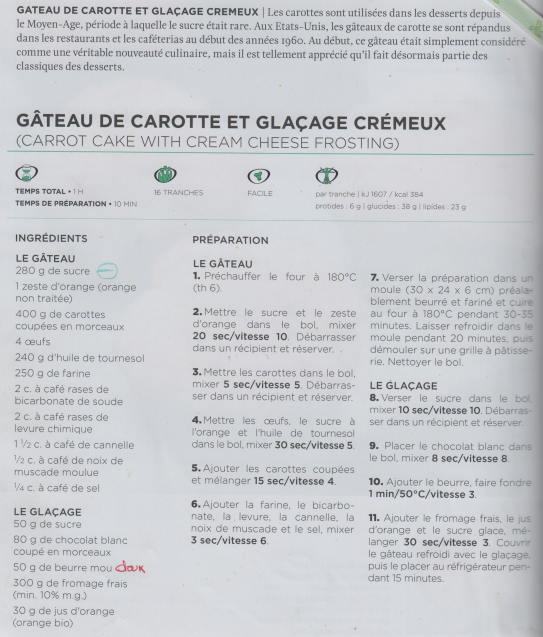 GATEAU DE CAROTTE ET GLAÇAGE CREMEUX | Les carottes sont utilisées dans les desserts depuis
le Moyen-Age, période à laquelle le sucre était rare. Aux Etats-Unis, les gâteaux de carotte se sont répandus
dans les restaurants et les caféterias au début des années 1960. Au début, ce gâteau était simplement considéré
comme une véritable nouveauté culinaire, mais il est tellement apprécié qu'il fait désormais partie des
classiques des desserts.
GÂTEAU DE CAROTTE ET GLAÇAGE CRÉMEUX
(CARROT CAKE WITH CREAM CHEESE FROSTING)
TEMPS TOTAL • 1 H
TEMPS DE PRÉPARATION • 10 MIN
16 TRANCHES
FACILE
par tranche | kJ 1607 / kcal 384
protides : 6 g | glucides : 38 g | lipides : 23 g
INGRÉDIENTS
LE GÂTEAU
280 g de sucre
1 zeste d'orange (orange
non traitée)
400 g de carottes
coupées en morceaux
4 œufs
240 g d'huile de tournesol
250 g de farine
2 c. à café rases de
bicarbonate de soude
2 c. à café rases de
levure chimique
1 ½ c. à café de cannelle
½ c. à café de noix de
muscade moulue
¼ c. à café de sel
LE GLAÇAGE
50 g de sucre
80 g de chocolat blanc
coupé en morceaux
50 g de beurre mou doux
300 g de fromage frais
(min. 10% m.g.)
30 g de jus d'orange
(orange bio)
PRÉPARATION
LE GÂTEAU
1. Préchauffer le four à 180°C
(th 6).
2. Mettre le sucre et le zeste
d'orange dans le bol, mixer
20 sec/vitesse 10. Débarrasser
dans un récipient et réserver.
3. Mettre les carottes dans le bol,
mixer 5 sec/vitesse 5. Débarras-
ser dans un récipient et réserver.
4. Mettre les œufs, le sucre à
l'orange et l'huile de tournesol
dans le bol, mixer 30 sec/vitesse 5.
5. Ajouter les carottes coupées
et mélanger 15 sec/vitesse 4.
6. Ajouter la farine, le bicarbo-
nate, la levure, la cannelle, la
noix de muscade et le sel, mixer
3 sec/vitesse 6.
7. Verser la préparation dans un
moule (30 x 24 x 6 cm) préala-
blement beurré et fariné et cuire
au four à 180°C pendant 30-35
minutes. Laisser refroidir dans le
moule pendant 20 minutes, puis
démouler sur une grille à pâtisse-
rie. Nettoyer le bol.
LE GLAÇAGE
8. Verser le sucre dans le bol,
mixer 10 sec/vitesse 10. Débarras-
ser dans un récipient et réserver.
9. Placer le chocolat blanc dans
le bol, mixer 8 sec/vitesse 8.
10. Ajouter le beurre, faire fondre
1 min/50°C/vitesse 3.
11. Ajouter le fromage frais, le jus
d'orange et le sucre glace, mé-
langer 30 sec/vitesse 3. Couvrir
le gâteau refroidi avec le glaçage,
puis le placer au réfrigérateur pen-
dant 15 minutes.